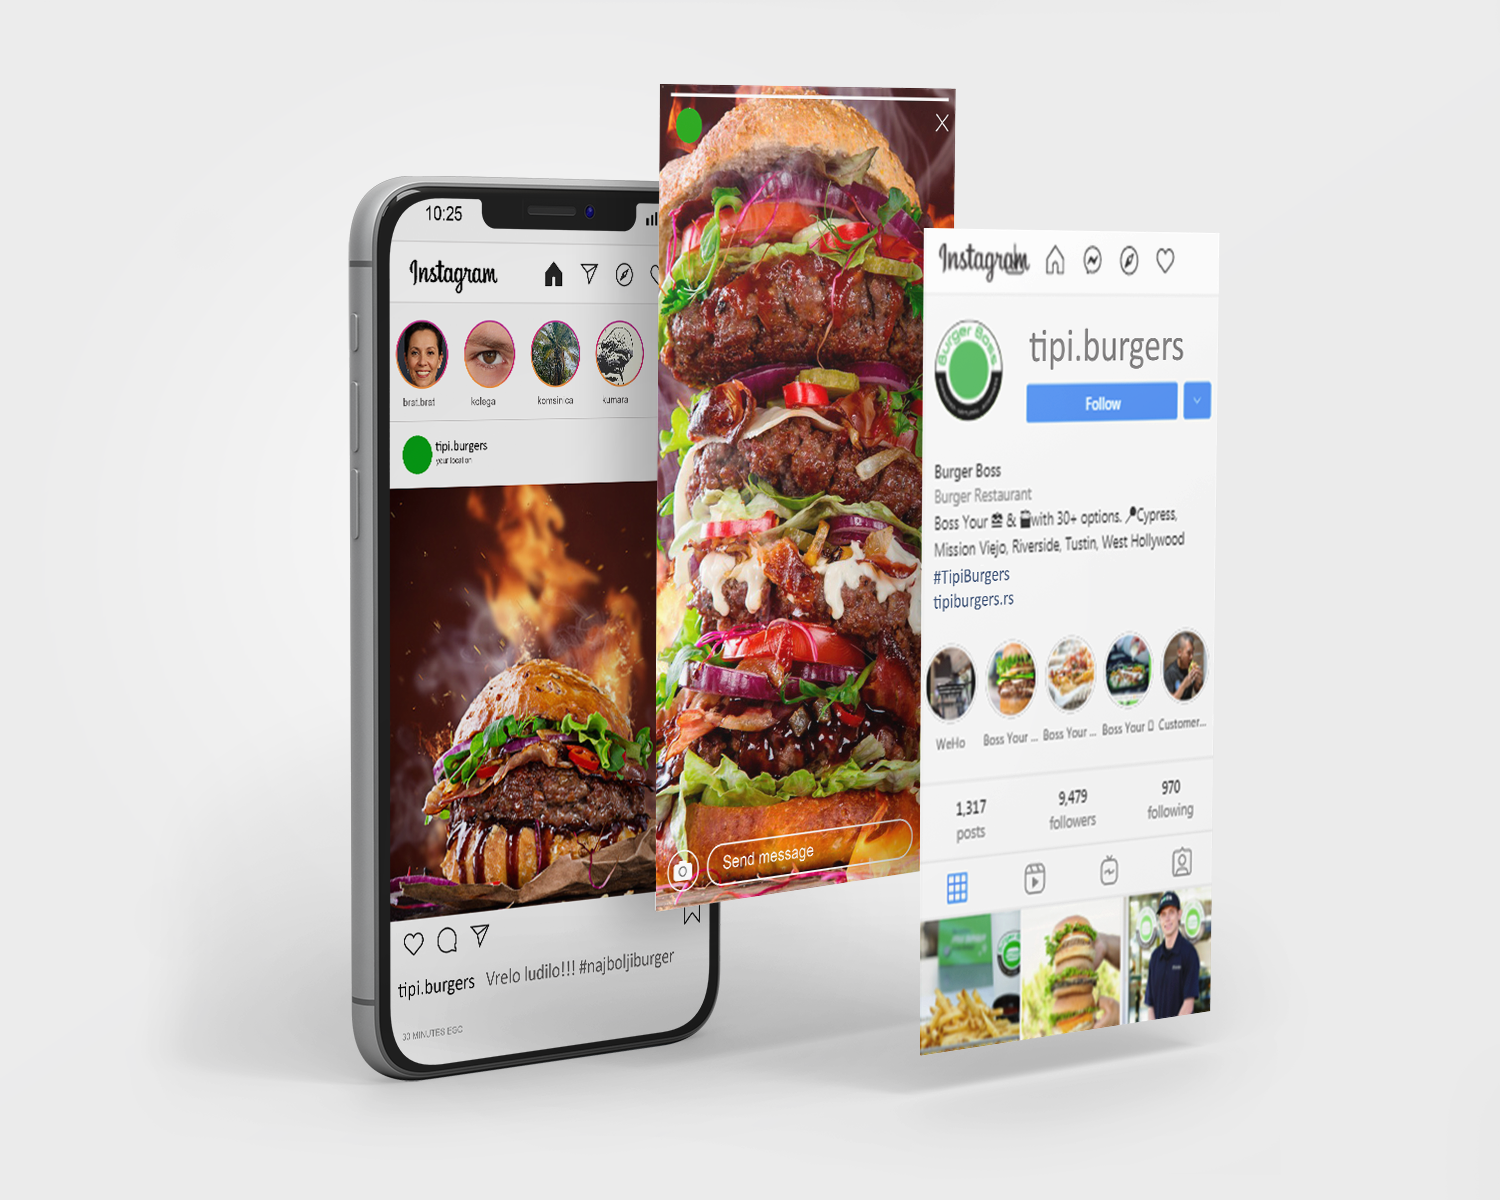 10:25
Instagram
brat.brat
kolega
komsinica
kumara
tipi.burgers
your location
tipi.burgers Vrelo ludilo!!! #najboljiburger
30 MINUTES EGC
Send message
Instagram
Burger Boss
tipi.burgers
Follow
Burger Boss
Burger Restaurant
Boss Your & with 30+ options. Cypress,
Mission Viejo, Riverside, Tustin, West Hollywood
#TipiBurgers
tipiburgers.rs
WeHo
Boss Your ...
Boss Your ...
Boss Your
Customer...
1,317
posts
9,479
followers
970
following